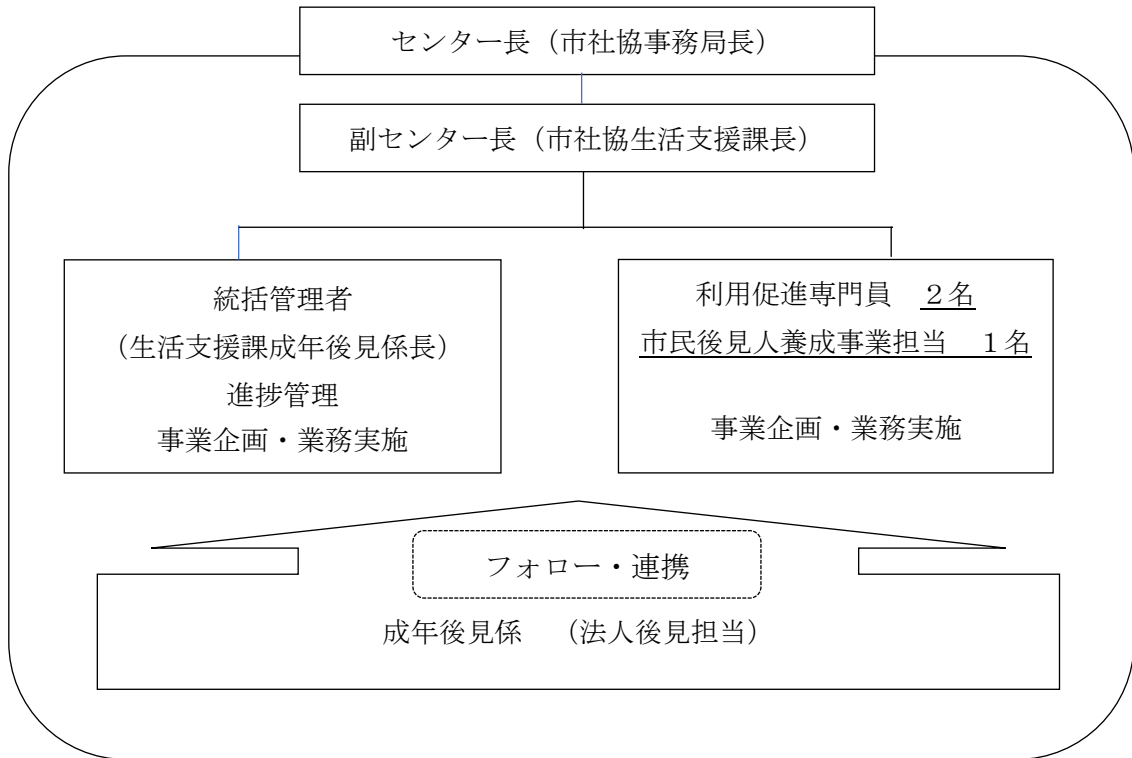 センター長（市社協事務局長）
副センター長（市社協生活支援課長）
統括管理者
（生活支援課成年後見係長）
進捗管理
事業企画・業務実施
利用促進専門員　２名
市民後見人養成事業担当　１名
事業企画・業務実施
フォロー・連携
成年後見係　（法人後見担当）